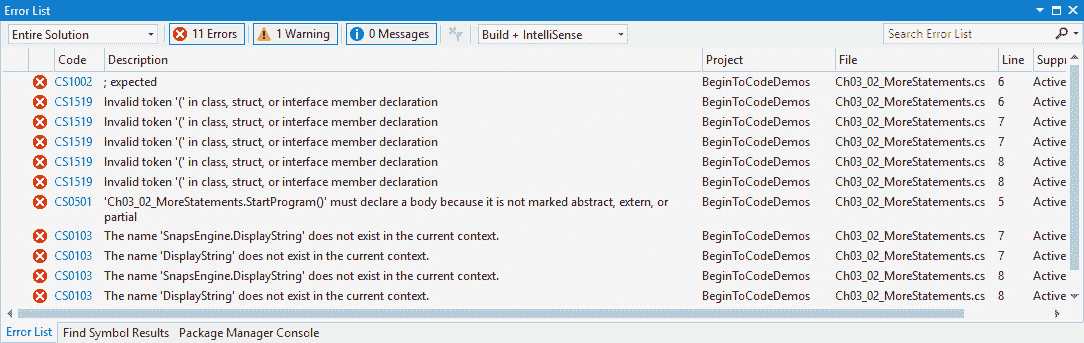 Error List
Entire Solution 11 Errors 1 Warning 0 Messages Build + IntelliSense Search Error List
Code Description Project File Line Suppr
CS1002 ; expected BeginToCodeDemos Ch03_02_MoreStatements.cs 6 Active
CS1519 Invalid token '(' in class, struct, or interface member declaration BeginToCodeDemos Ch03_02_MoreStatements.cs 6 Active
CS1519 Invalid token '(' in class, struct, or interface member declaration BeginToCodeDemos Ch03_02_MoreStatements.cs 7 Active
CS1519 Invalid token '(' in class, struct, or interface member declaration BeginToCodeDemos Ch03_02_MoreStatements.cs 7 Active
CS1519 Invalid token '(' in class, struct, or interface member declaration BeginToCodeDemos Ch03_02_MoreStatements.cs 8 Active
CS1519 Invalid token '(' in class, struct, or interface member declaration BeginToCodeDemos Ch03_02_MoreStatements.cs 8 Active
CS0501 'Ch03_02_MoreStatements.StartProgram()' must declare a body because it is not marked abstract, extern, or BeginToCodeDemos Ch03_02_MoreStatements.cs 5 Active
partial
CS0103 The name 'SnapsEngine.DisplayString' does not exist in the current context. BeginToCodeDemos Ch03_02_MoreStatements.cs 7 Active
CS0103 The name 'DisplayString' does not exist in the current context. BeginToCodeDemos Ch03_02_MoreStatements.cs 7 Active
CS0103 The name 'SnapsEngine.DisplayString' does not exist in the current context. BeginToCodeDemos Ch03_02_MoreStatements.cs 8 Active
CS0103 The name 'DisplayString' does not exist in the current context. BeginToCodeDemos Ch03_02_MoreStatements.cs 8 Active
Error List Find Symbol Results Package Manager Console